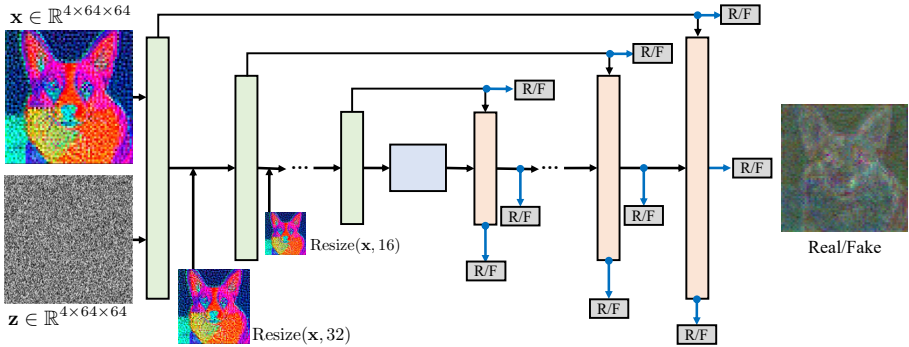 x ∈ ℝ^{4×64×64}
R/F
R/F
R/F
R/F
R/F
R/F
Resize(x, 16)
Real/Fake
R/F
R/F
z ∈ ℝ^{4×64×64}
Resize(x, 32)
R/F